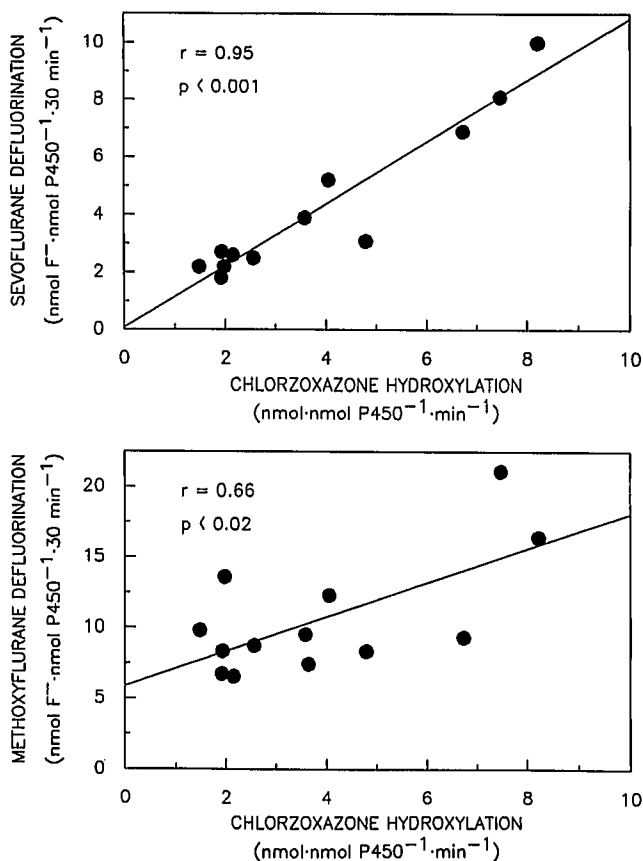 SEVOFLURANE DEFLUORINATION
(nmol F⁻·nmol P450⁻¹·30 min⁻¹)
10
8
6
4
2
0
r = 0.95
p < 0.001
0 2 4 6 8 10
CHLORZOXAZONE HYDROXYLATION
(nmol·nmol P450⁻¹·min⁻¹)
METHOXYFLURANE DEFLUORINATION
(nmol F⁻·nmol P450⁻¹·30 min⁻¹)
20
15
10
5
0
r = 0.66
p < 0.02
0 2 4 6 8 10
CHLORZOXAZONE HYDROXYLATION
(nmol·nmol P450⁻¹·min⁻¹)